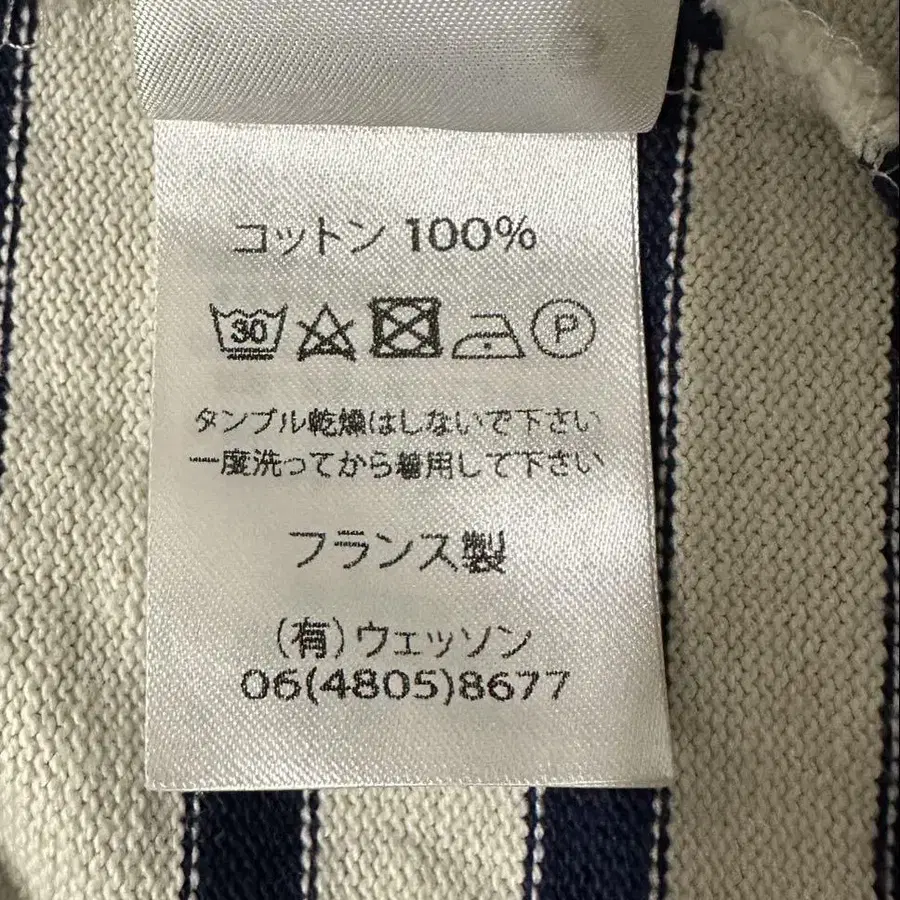 コットン 100%
30 P
タンブル乾燥はしないで下さい
一度洗ってから着用して下さい
フランス製
(有)ウェッソン
06(4805)8677